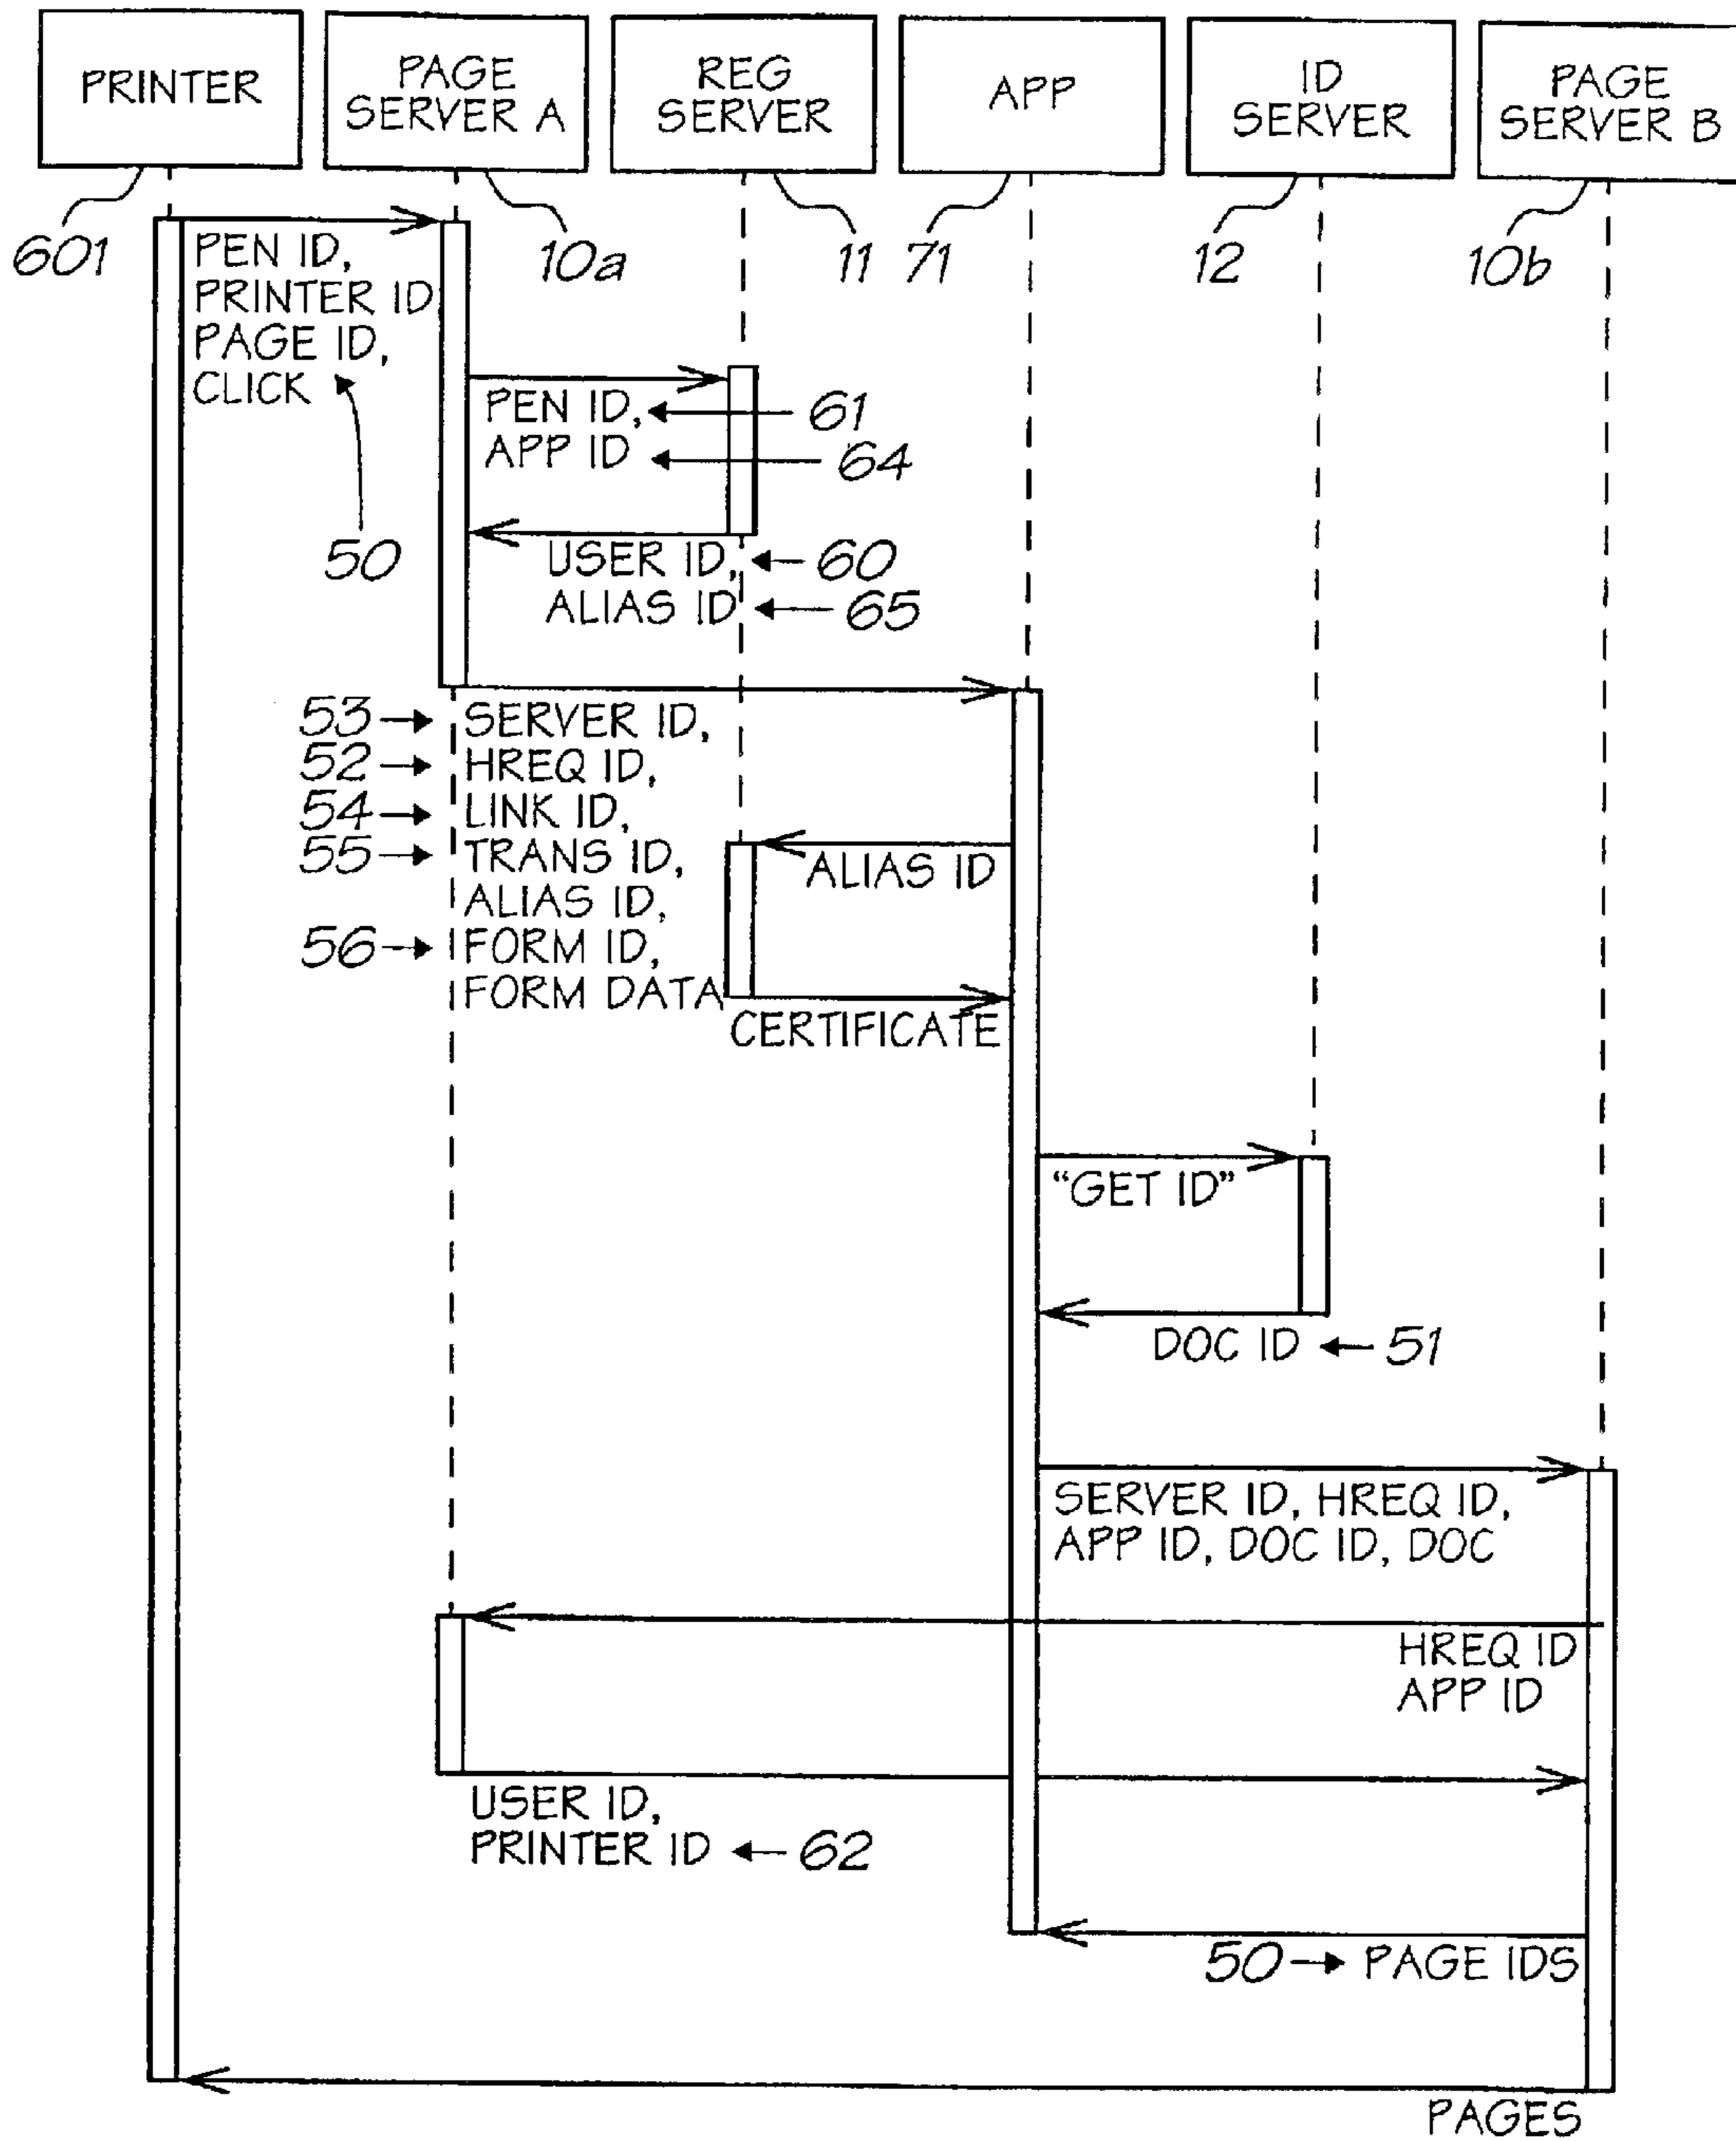 PRINTER
PAGE
SERVER A
REG
SERVER
APP
ID
SERVER
PAGE
SERVER B
601
10a
11
71
12
10b
PEN ID,
PRINTER ID
PAGE ID,
CLICK
50
PEN ID,
61
APP ID
64
USER ID,
60
ALIAS ID
65
53
SERVER ID,
52
HREQ ID,
54
LINK ID,
55
TRANS ID,
ALIAS ID,
56
FORM ID,
FORM DATA
ALIAS ID
CERTIFICATE
“GET ID”
DOC ID
51
SERVER ID, HREQ ID,
APP ID, DOC ID, DOC
HREQ ID
APP ID
USER ID,
PRINTER ID
62
50
PAGE IDS
PAGES